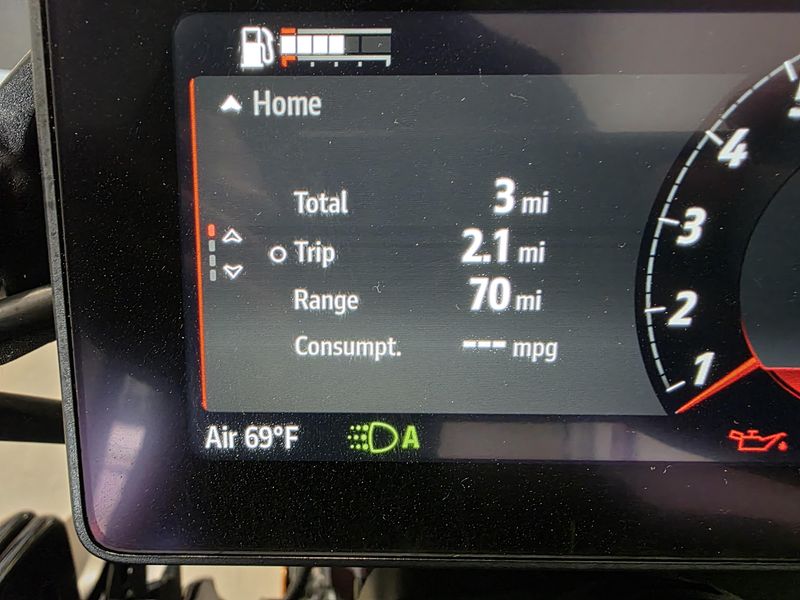 Home
Total 3 mi
Trip 2.1 mi
Range 70 mi
Consumpt. --- mpg
Air 69°F
A
4
3
2
1